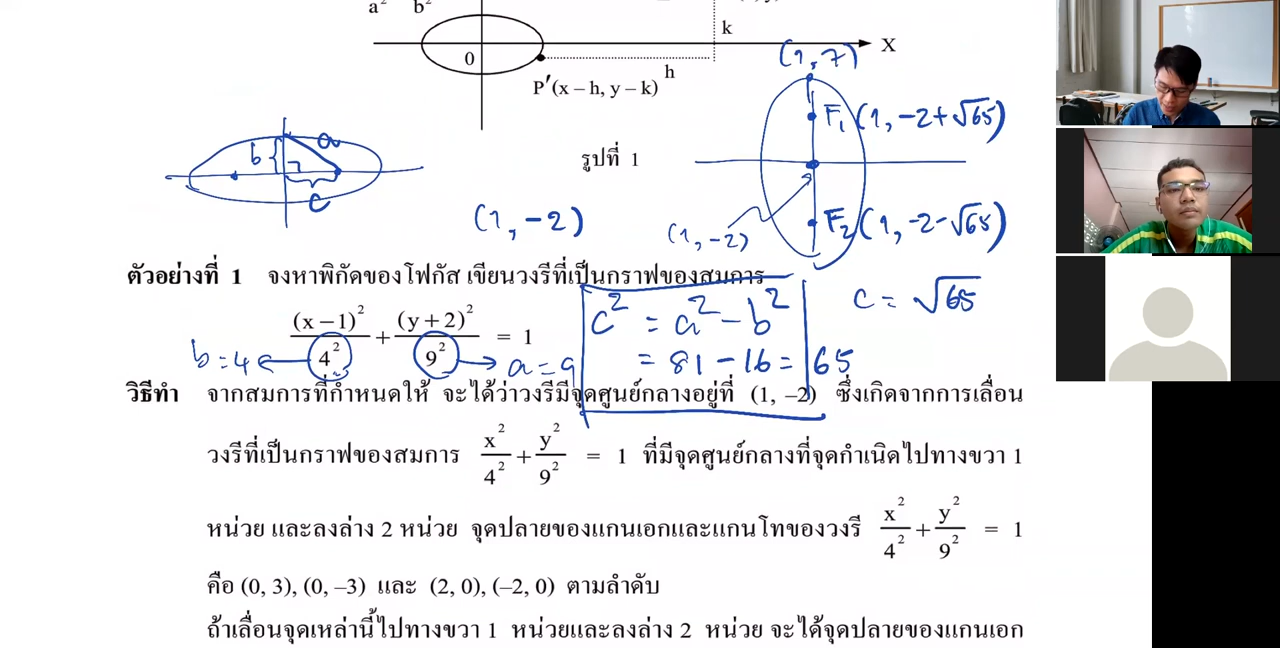 a² b²
k
X
0
h
P′(x – h, y – k)
(1, 7)
F₁(1, -2+√65)
a
b
c
รูปที่ 1
(1, -2)
(1, -2)
F₂(1, -2-√65)
ตัวอย่างที่ 1 จงหาพิกัดของโฟกัส เขียนวงรีที่เป็นกราฟของสมการ
(x – 1)²/4² + (y + 2)²/9² = 1
b = 4
a = 9
c² = a² - b²
= 81 - 16 = 65
c = √65
วิธีทำ จากสมการที่กำหนดให้ จะได้ว่าวงรีมีจุดศูนย์กลางอยู่ที่ (1, –2) ซึ่งเกิดจากการเลื่อน
วงรีที่เป็นกราฟของสมการ x²/4² + y²/9² = 1 ที่มีจุดศูนย์กลางที่จุดกำเนิดไปทางขวา 1
หน่วย และลงล่าง 2 หน่วย จุดปลายของแกนเอกและแกนโทของวงรี x²/4² + y²/9² = 1
คือ (0, 3), (0, –3) และ (2, 0), (–2, 0) ตามลำดับ
ถ้าเลื่อนจุดเหล่านี้ไปทางขวา 1 หน่วยและลงล่าง 2 หน่วย จะได้จุดปลายของแกนเอก